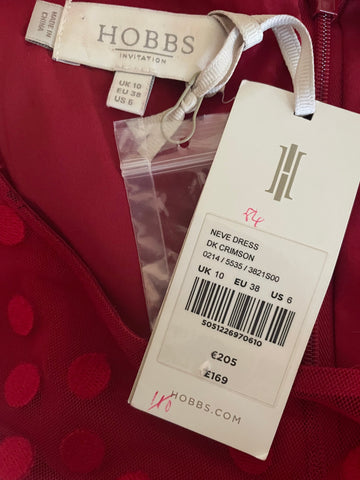 MADE IN
CHINA
HOBBS
INVITATION
UK 10
EU 38
US 6
NEVE DRESS
DK CRIMSON
0214 / 5535 / 3821S00
UK 10 EU 38 US 6
5051226970610
€205
£169
HOBBS.COM